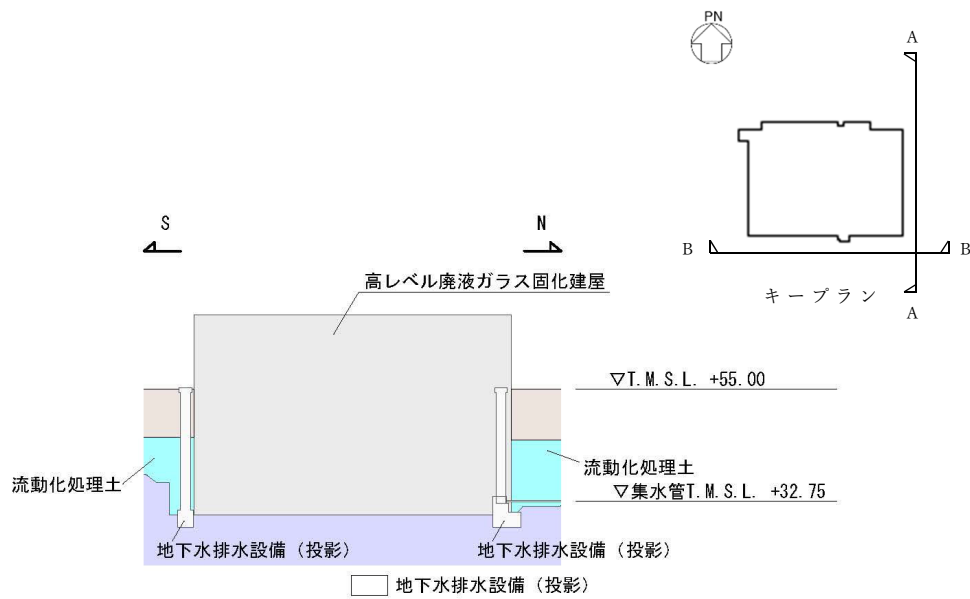 PN
A
B
B
キープラン
A
S
N
高レベル廃液ガラス固化建屋
▽T.M.S.L. +55.00
流動化処理土
流動化処理土
▽集水管T.M.S.L. +32.75
地下水排水設備（投影）
地下水排水設備（投影）
地下水排水設備（投影）